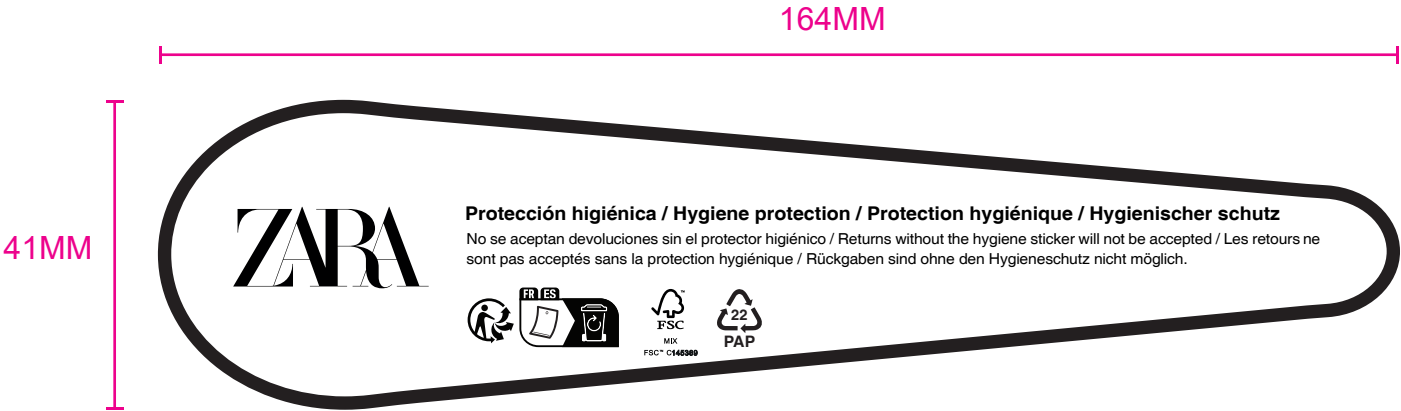 164MM
41MM
ZARA
Protección higiénica / Hygiene protection / Protection hygiénique / Hygienischer schutz
No se aceptan devoluciones sin el protector higiénico / Returns without the hygiene sticker will not be accepted / Les retours ne
sont pas acceptés sans la protection hygiénique / Rückgaben sind ohne den Hygieneschutz nicht möglich.
FR ES
FSC™
MIX
FSC™ C145389
22
PAP